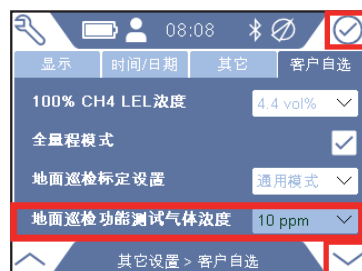 08:08
显示 时间/日期 其它 客户自选
100% CH4 LEL浓度 4.4 vol%
全量程模式
地面巡检标定设置 通用模式
地面巡检功能测试气体浓度 10 ppm
其它设置 > 客户自选